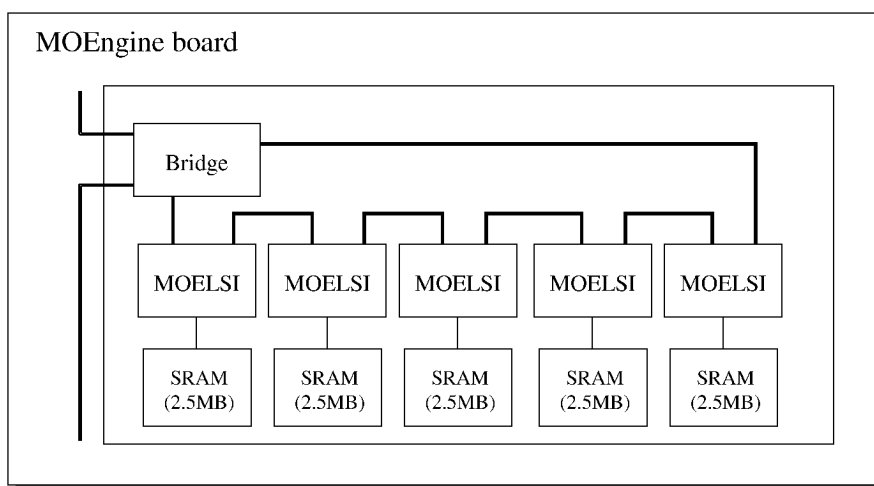 MOEngine board
Bridge
MOELSI
MOELSI
MOELSI
MOELSI
MOELSI
SRAM
(2.5MB)
SRAM
(2.5MB)
SRAM
(2.5MB)
SRAM
(2.5MB)
SRAM
(2.5MB)